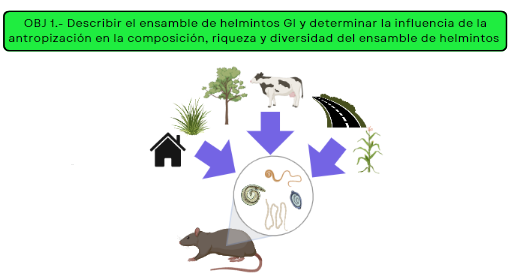 OBJ 1.- Describir el ensamble de helmintos GI y determinar la influencia de la
antropización en la composición, riqueza y diversidad del ensamble de helmintos